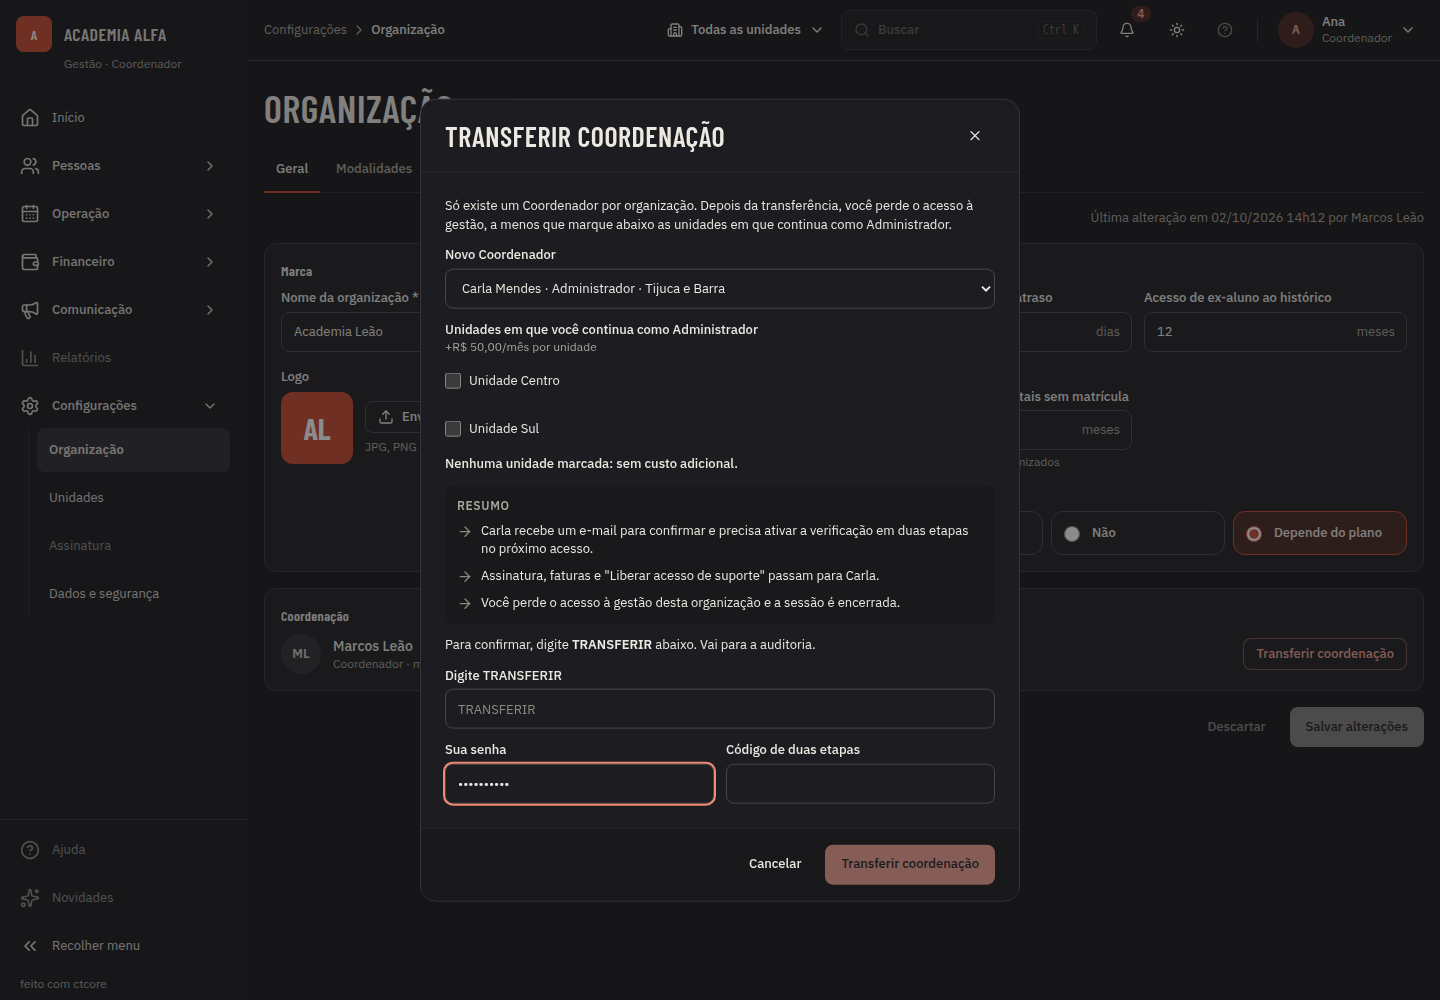 A
ACADEMIA ALFA
Gestão · Coordenador
Início
Pessoas
Operação
Financeiro
Comunicação
Relatórios
Configurações
Organização
Unidades
Assinatura
Dados e segurança
Ajuda
Novidades
Recolher menu
feito com ctcore
Configurações > Organização
Todas as unidades
Buscar
Ctrl K
4
A
Ana
Coordenador
ORGANIZAÇÃO
Geral
Modalidades
Última alteração em 02/10/2026 14h12 por Marcos Leão
Marca
Nome da organização *
Academia Leão
Logo
AL
JPG, PNG
Acesso de ex-aluno ao histórico
dias
12
meses
sem matrícula
meses
Não
Depende do plano
Coordenação
ML
Marcos Leão
Coordenador ·
Transferir coordenação
Descartar
Salvar alterações
TRANSFERIR COORDENAÇÃO
Só existe um Coordenador por organização. Depois da transferência, você perde o acesso à
gestão, a menos que marque abaixo as unidades em que continua como Administrador.
Novo Coordenador
Carla Mendes · Administrador · Tijuca e Barra
Unidades em que você continua como Administrador
+R$ 50,00/mês por unidade
Unidade Centro
Unidade Sul
Nenhuma unidade marcada: sem custo adicional.
RESUMO
Carla recebe um e-mail para confirmar e precisa ativar a verificação em duas etapas
no próximo acesso.
Assinatura, faturas e "Liberar acesso de suporte" passam para Carla.
Você perde o acesso à gestão desta organização e a sessão é encerrada.
Para confirmar, digite TRANSFERIR abaixo. Vai para a auditoria.
Digite TRANSFERIR
TRANSFERIR
Sua senha
••••••••••
Código de duas etapas
Cancelar
Transferir coordenação